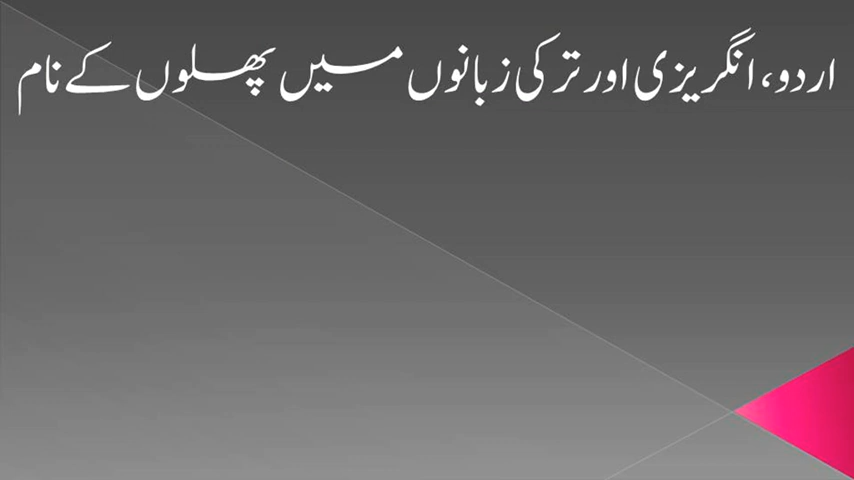 اردو، انگریزی اور ترکی زبانوں میں پھلوں کے نام